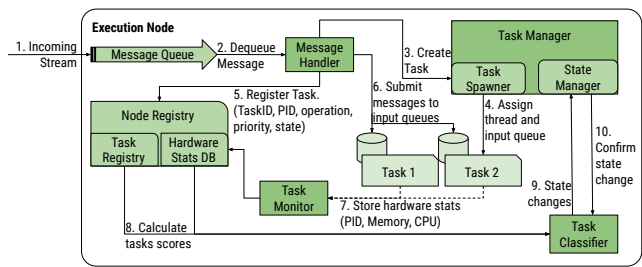 Execution Node
1. Incoming
Stream
Message Queue
2. Dequeue
Message
Message
Handler
3. Create
Task
Task Manager
Task
Spawner
State
Manager
5. Register Task.
(TaskID, PID, operation,
priority, state)
6. Submit
messages to
input queues
4. Assign
thread and
input queue
10.
Confirm
state
change
Node Registry
Task
Registry
Hardware
Stats DB
Task 1
Task 2
Task
Monitor
7. Store hardware stats
(PID, Memory, CPU)
9. State
changes
8. Calculate
tasks scores
Task
Classifier